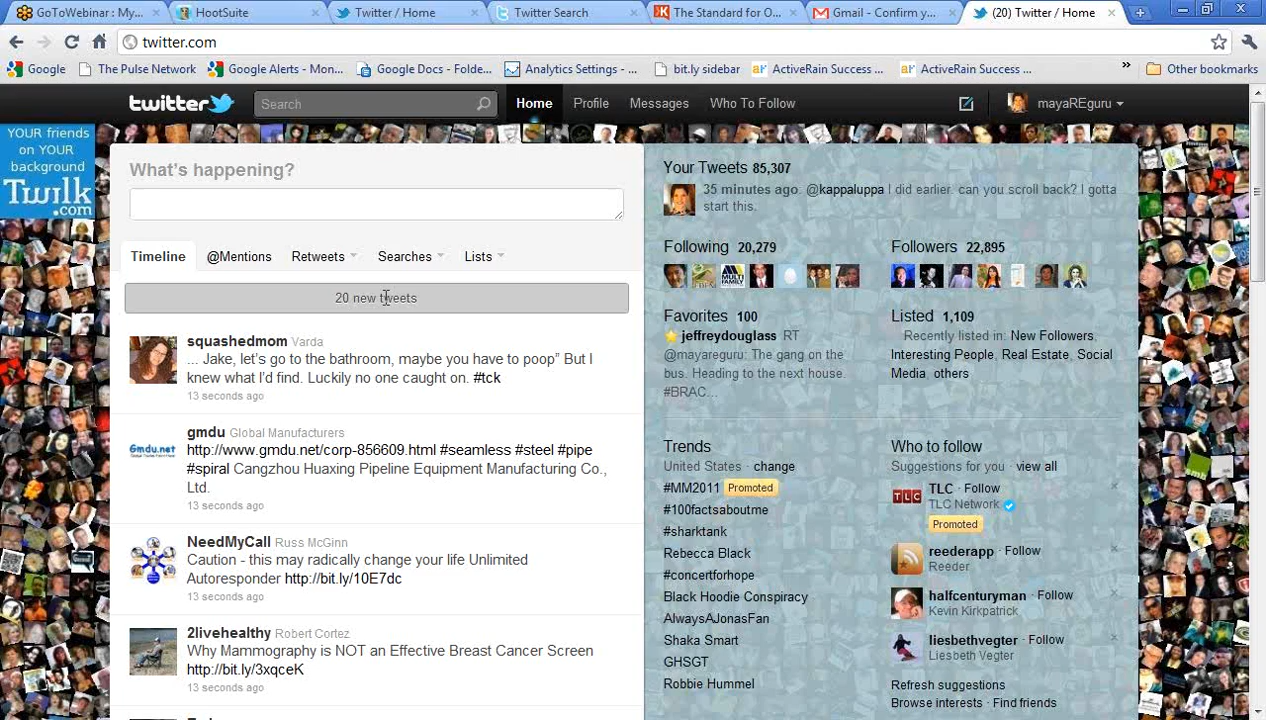 GoToWebinar : My...
HootSuite
Twitter / Home
Twitter Search
The Standard for O...
Gmail - Confirm y...
(20) Twitter / Home
twitter.com
Google
The Pulse Network
Google Alerts - Mon...
Google Docs - Folde...
Analytics Settings - ...
bit.ly sidebar
ActiveRain Success ...
ActiveRain Success ...
Other bookmarks
twitter
Search
Home
Profile
Messages
Who To Follow
mayaREguru
YOUR friends
on YOUR
background
Twilk
.com
What's happening?
Timeline
@Mentions
Retweets
Searches
Lists
20 new tweets
squashedmom Varda
... Jake, let's go to the bathroom, maybe you have to poop” But I
knew what I'd find. Luckily no one caught on. #tck
13 seconds ago
gmdu Global Manufacturers
Gmdu.net
http://www.gmdu.net/corp-856609.html #seamless #steel #pipe
#spiral Cangzhou Huaxing Pipeline Equipment Manufacturing Co.,
Ltd.
13 seconds ago
NeedMyCall Russ McGinn
Caution - this may radically change your life Unlimited
Autoresponder http://bit.ly/10E7dc
13 seconds ago
2livehealthy Robert Cortez
Why Mammography is NOT an Effective Breast Cancer Screen
http://bit.ly/3xqceK
13 seconds ago
Your Tweets 85,307
35 minutes ago. @kappaluppa I did earlier. can you scroll back? I gotta
start this.
Following 20,279
Followers 22,895
Favorites 100
jeffreydouglass RT
@mayareguru: The gang on the
bus. Heading to the next house.
#BRAC...
Listed 1,109
Recently listed in: New Followers,
Interesting People, Real Estate, Social
Media, others
Trends
United States · change
#MM2011 Promoted
#100factsaboutme
#sharktank
Rebecca Black
#concertforhope
Black Hoodie Conspiracy
AlwaysAJonasFan
Shaka Smart
GHSGT
Robbie Hummel
Who to follow
Suggestions for you · view all
TLC
TLC · Follow
TLC Network
Promoted
reederapp · Follow
Reeder
halfcenturyman · Follow
Kevin Kirkpatrick
liesbethvegter · Follow
Liesbeth Vegter
Refresh suggestions
Browse interests · Find friends